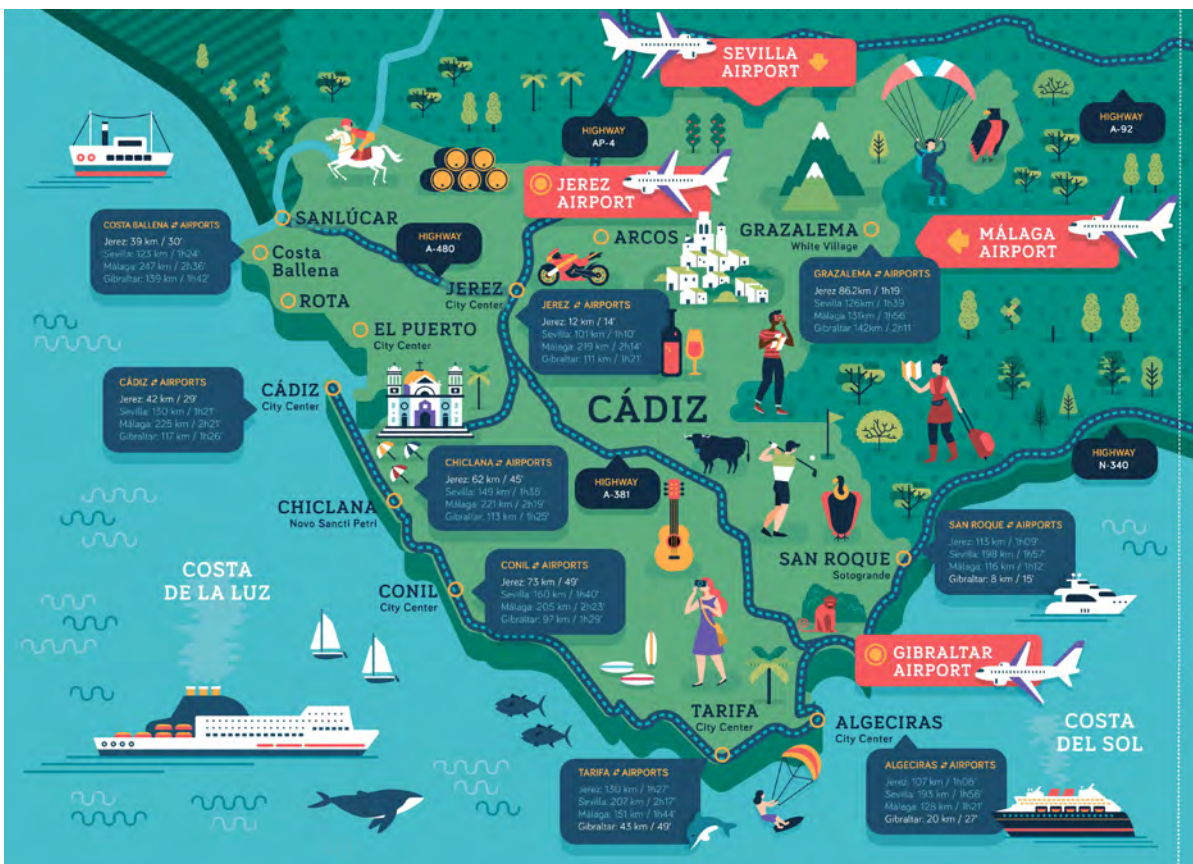 SEVILLA
AIRPORT
HIGHWAY
AP-4
HIGHWAY
A-92
JEREZ
AIRPORT
SANLÚCAR
COSTA BALLENA ⇄ AIRPORTS
Jerez: 39 km / 30'
Sevilla: 123 km / 1h24'
Málaga: 247 km / 2h36'
Gibraltar: 139 km / 1h42'
Costa
Ballena
HIGHWAY
A-480
ARCOS
GRAZALEMA
White Village
MÁLAGA
AIRPORT
GRAZALEMA ⇄ AIRPORTS
Jerez 86.2km / 1h19
Sevilla 126km / 1h39
Málaga 131km / 1h56'
Gibraltar 142km / 2h11
ROTA
JEREZ
City Center
JEREZ ⇄ AIRPORTS
Jerez: 12 km / 14'
Sevilla: 101 km / 1h10'
Málaga: 219 km / 2h14'
Gibraltar: 111 km / 1h21'
EL PUERTO
City Center
CÁDIZ ⇄ AIRPORTS
Jerez: 42 km / 29'
Sevilla: 130 km / 1h21'
Málaga: 225 km / 2h21'
Gibraltar: 117 km / 1h26'
CÁDIZ
City Center
CÁDIZ
HIGHWAY
N-340
CHICLANA ⇄ AIRPORTS
Jerez: 62 km / 45'
Sevilla: 149 km / 1h35'
Málaga: 221 km / 2h19'
Gibraltar: 113 km / 1h25'
HIGHWAY
A-381
CHICLANA
Novo Sancti Petri
SAN ROQUE ⇄ AIRPORTS
Jerez: 113 km / 1h09'
Sevilla: 198 km / 1h57'
Málaga: 116 km / 1h12'
Gibraltar: 8 km / 15'
SAN ROQUE
Sotogrande
COSTA
DE LA LUZ
CONIL
City Center
CONIL ⇄ AIRPORTS
Jerez: 73 km / 49'
Sevilla: 160 km / 1h40'
Málaga: 205 km / 2h23'
Gibraltar: 97 km / 1h29'
GIBRALTAR
AIRPORT
TARIFA
City Center
ALGECIRAS
City Center
COSTA
DEL SOL
TARIFA ⇄ AIRPORTS
Jerez: 130 km / 1h27'
Sevilla: 207 km / 2h17'
Málaga: 151 km / 1h44'
Gibraltar: 43 km / 49'
ALGECIRAS ⇄ AIRPORTS
Jerez: 107 km / 1h06'
Sevilla: 193 km / 1h56'
Málaga: 128 km / 1h21'
Gibraltar: 20 km / 27'